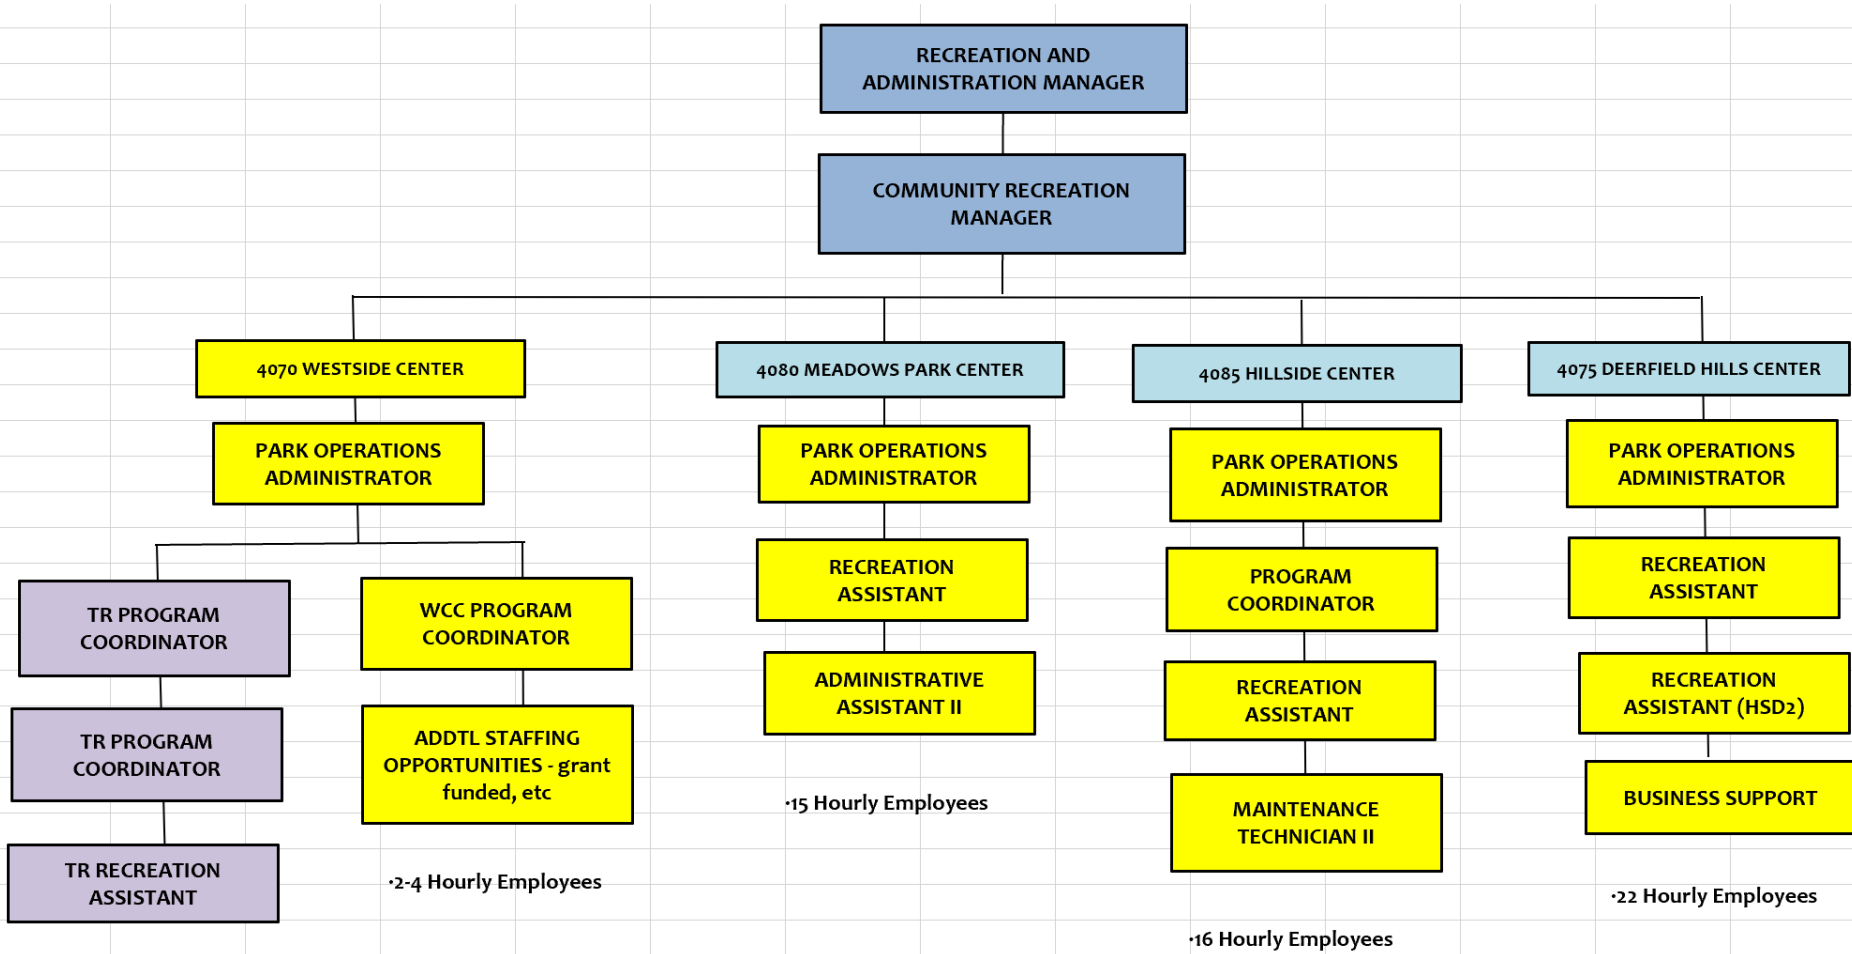 RECREATION AND
ADMINISTRATION MANAGER
COMMUNITY RECREATION
MANAGER
4070 WESTSIDE CENTER
4080 MEADOWS PARK CENTER
4085 HILLSIDE CENTER
4075 DEERFIELD HILLS CENTER
PARK OPERATIONS
ADMINISTRATOR
PARK OPERATIONS
ADMINISTRATOR
PARK OPERATIONS
ADMINISTRATOR
PARK OPERATIONS
ADMINISTRATOR
TR PROGRAM
COORDINATOR
WCC PROGRAM
COORDINATOR
RECREATION
ASSISTANT
PROGRAM
COORDINATOR
RECREATION
ASSISTANT
TR PROGRAM
COORDINATOR
ADDTL STAFFING
OPPORTUNITIES - grant
funded, etc
ADMINISTRATIVE
ASSISTANT II
RECREATION
ASSISTANT
RECREATION
ASSISTANT (HSD2)
TR RECREATION
ASSISTANT
•2-4 Hourly Employees
•15 Hourly Employees
MAINTENANCE
TECHNICIAN II
BUSINESS SUPPORT
•16 Hourly Employees
•22 Hourly Employees